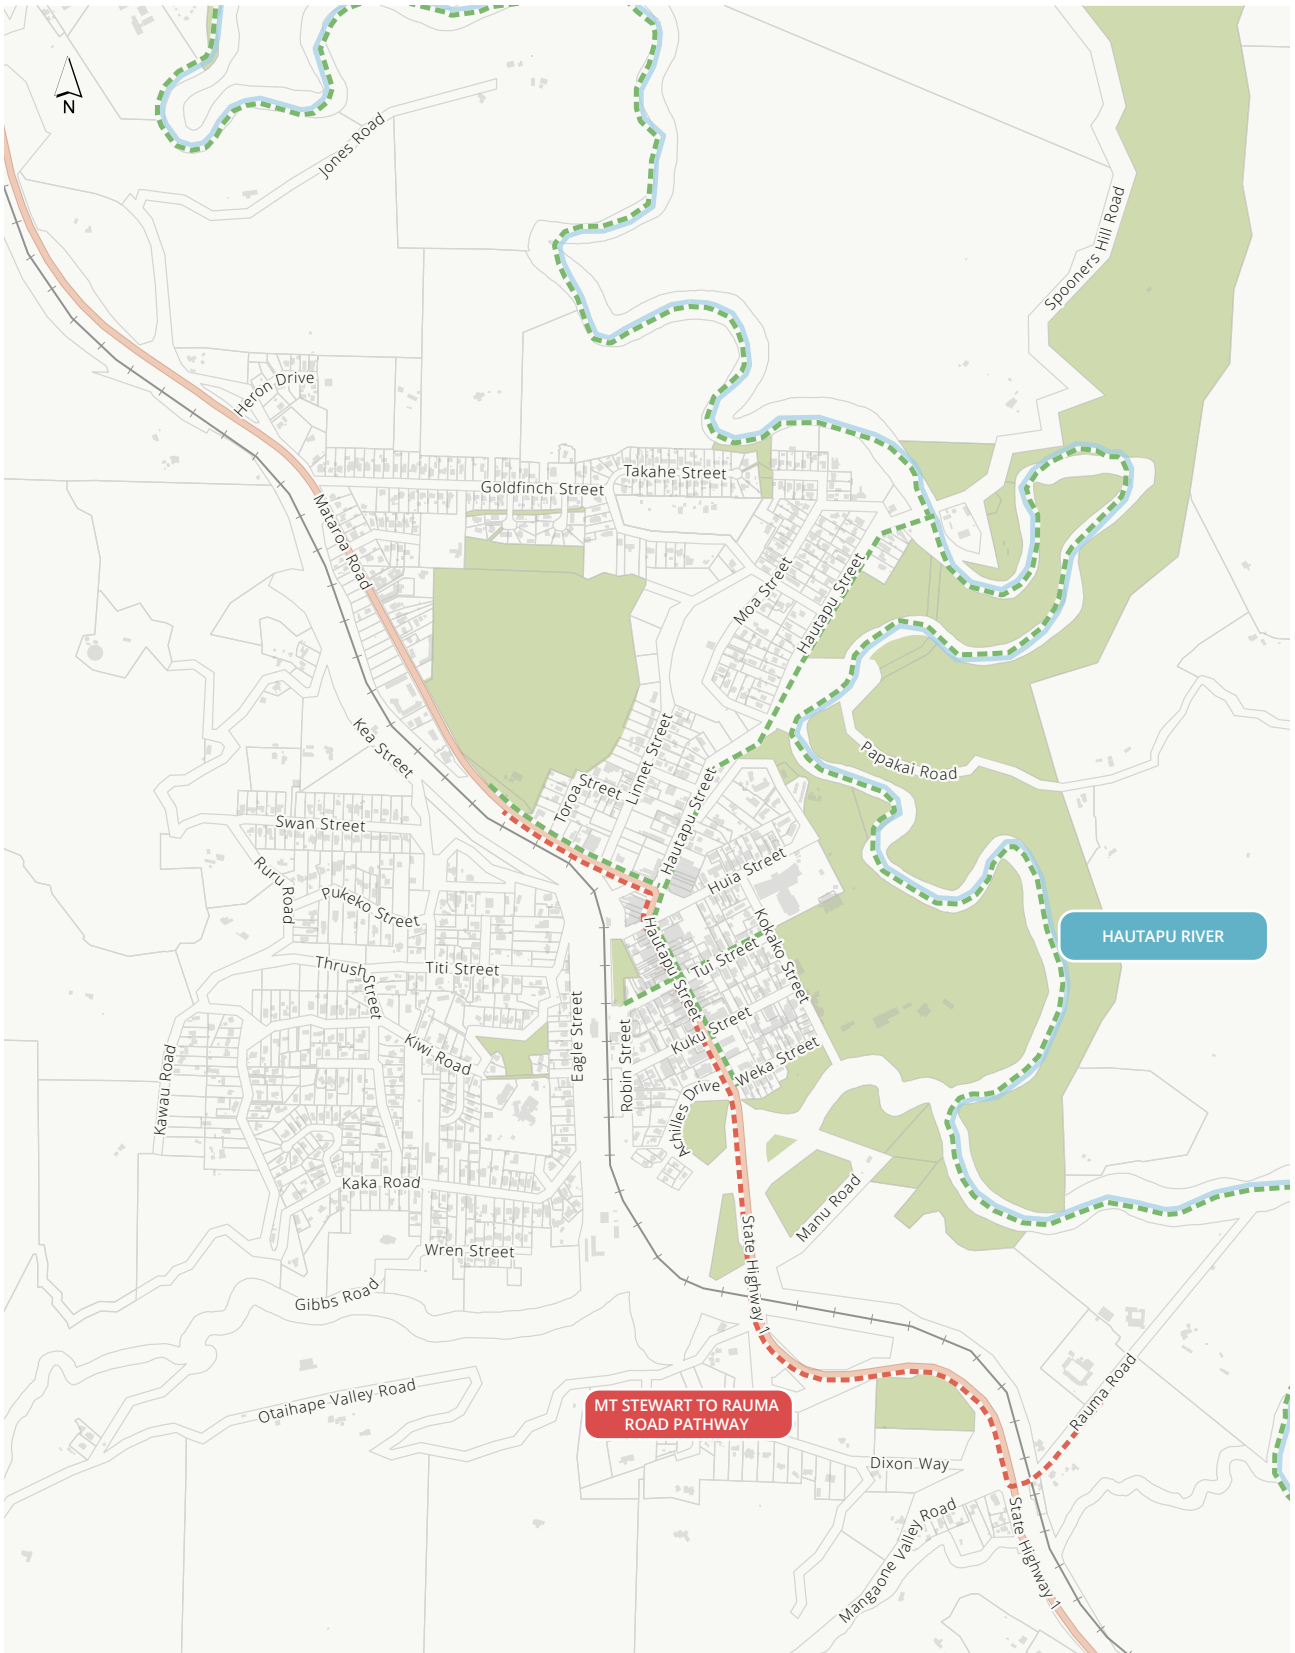 N
Jones Road
Spooners Hill Road
Heron Drive
Takahe Street
Goldfinch Street
Mataroa Road
Moa Street
Hautapu Street
Kea Street
Linnet Street
Toroa Street
Papakai Road
Hautapu Street
Swan Street
Huia Street
Ruru Road
Pukeko Street
Kokako Street
HAUTAPU RIVER
Hautapu Street
Tui Street
Thrush Street
Titi Street
Kuku Street
Eagle Street
Robin Street
Kiwi Road
Weka Street
Kawau Road
Achilles Drive
Kaka Road
Manu Road
Wren Street
State Highway 1
Gibbs Road
Otaihape Valley Road
Rauma Road
MT STEWART TO RAUMA
ROAD PATHWAY
Dixon Way
Mangaone Valley Road
State Highway 1